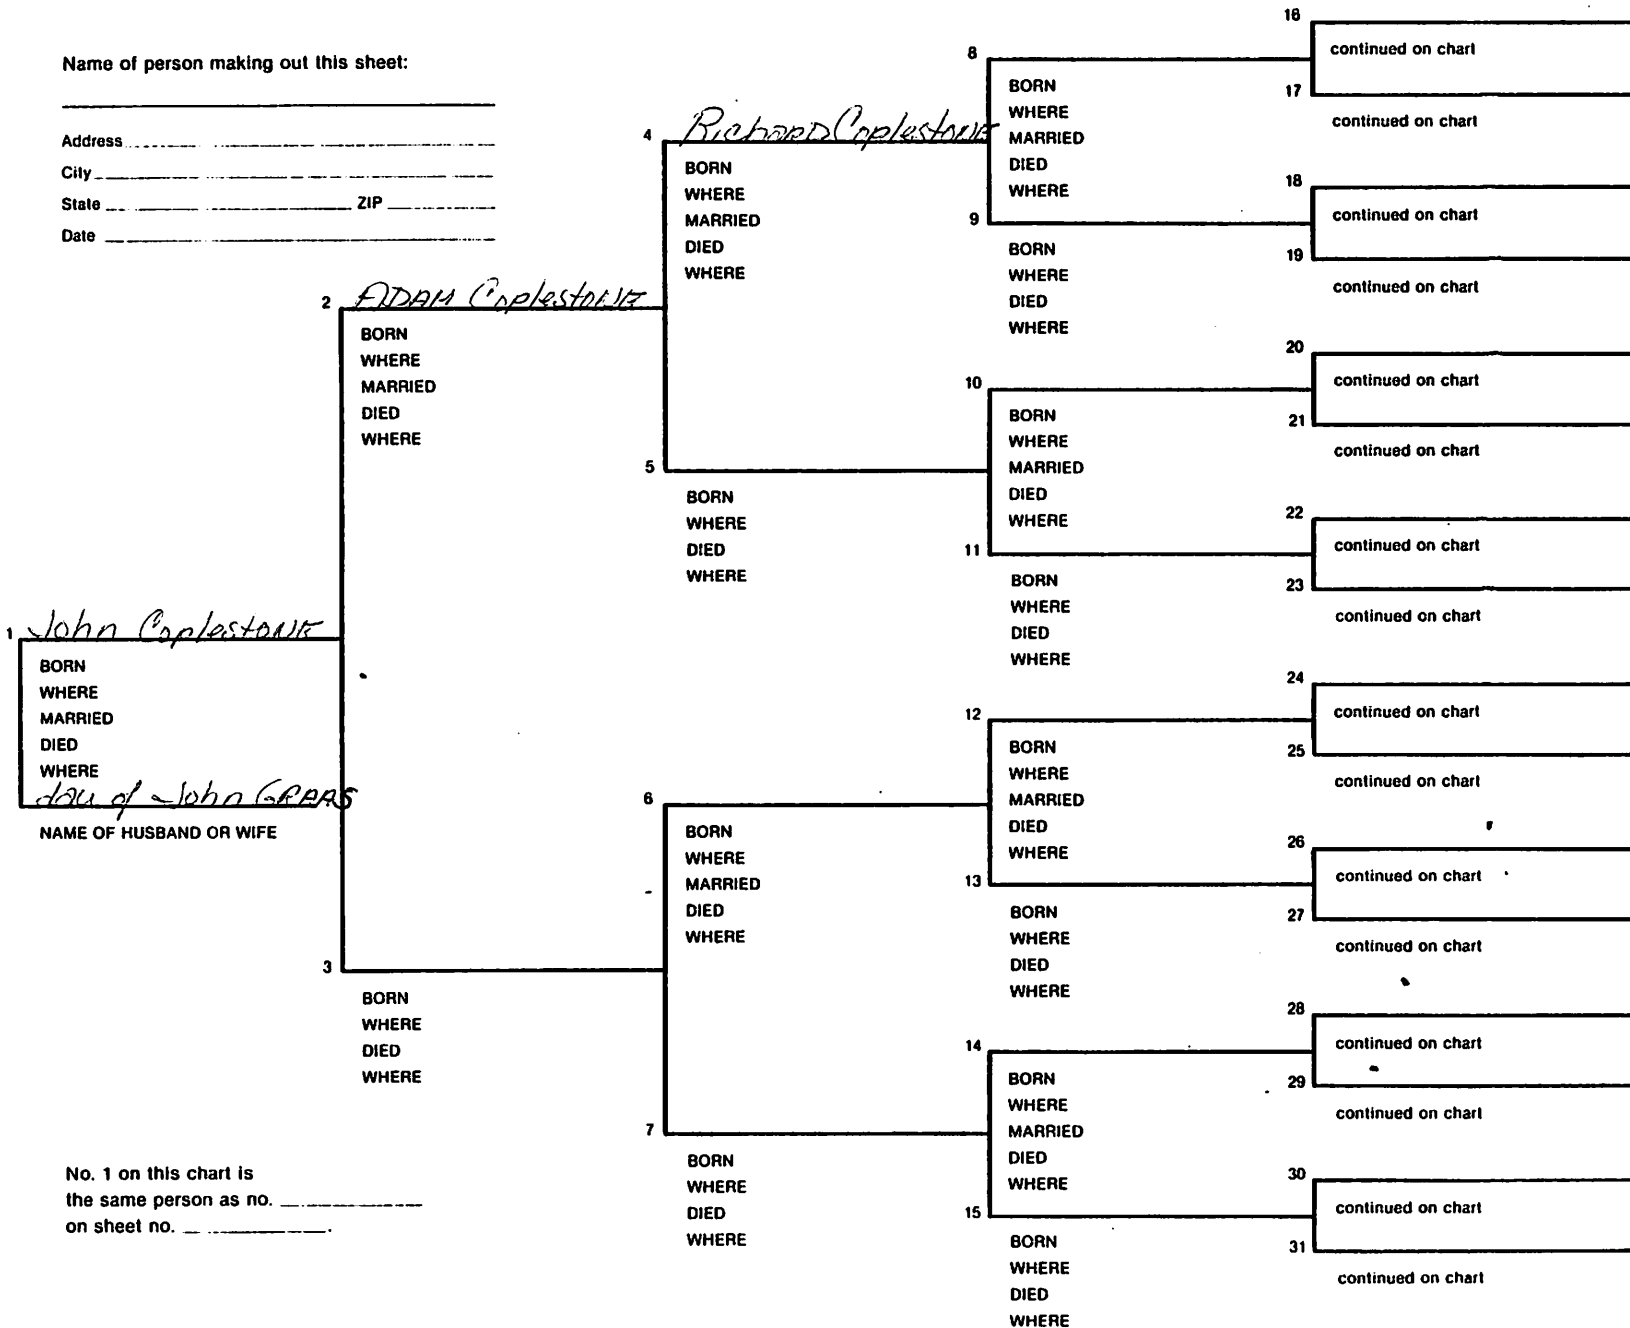 Name of person making out this sheet:
Address
City
State ZIP
Date
1 John Coplestone
BORN
WHERE
MARRIED
DIED
WHERE
dau of John GRAAS
NAME OF HUSBAND OR WIFE
2 ADAM Coplestone
BORN
WHERE
MARRIED
DIED
WHERE
3
BORN
WHERE
DIED
WHERE
No. 1 on this chart is
the same person as no.
on sheet no. .
4 Richard Coplestone
BORN
WHERE
MARRIED
DIED
WHERE
5
BORN
WHERE
DIED
WHERE
6
BORN
WHERE
MARRIED
DIED
WHERE
7
BORN
WHERE
DIED
WHERE
8
BORN
WHERE
MARRIED
DIED
WHERE
9
BORN
WHERE
DIED
WHERE
10
BORN
WHERE
MARRIED
DIED
WHERE
11
BORN
WHERE
DIED
WHERE
12
BORN
WHERE
MARRIED
DIED
WHERE
13
BORN
WHERE
DIED
WHERE
14
BORN
WHERE
MARRIED
DIED
WHERE
15
BORN
WHERE
DIED
WHERE
16
continued on chart
17
continued on chart
18
continued on chart
19
continued on chart
20
continued on chart
21
continued on chart
22
continued on chart
23
continued on chart
24
continued on chart
25
continued on chart
26
continued on chart
27
continued on chart
28
continued on chart
29
continued on chart
30
continued on chart
31
continued on chart